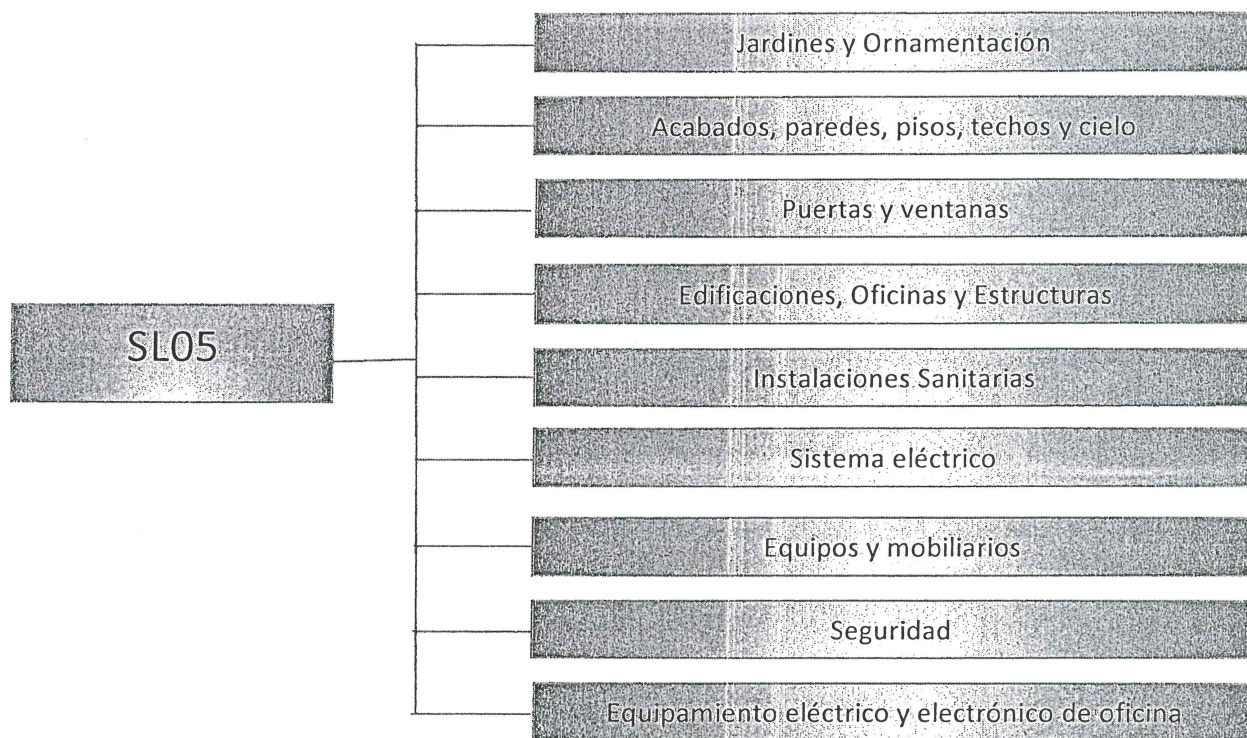 Jardines y Ornamentación
Acabados, paredes, pisos, techos y cielo
Puertas y ventanas
Edificaciones, Oficinas y Estructuras
SL05
Instalaciones Sanitarias
Sistema eléctrico
Equipos y mobiliarios
Seguridad
Equipamiento eléctrico y electrónico de oficina